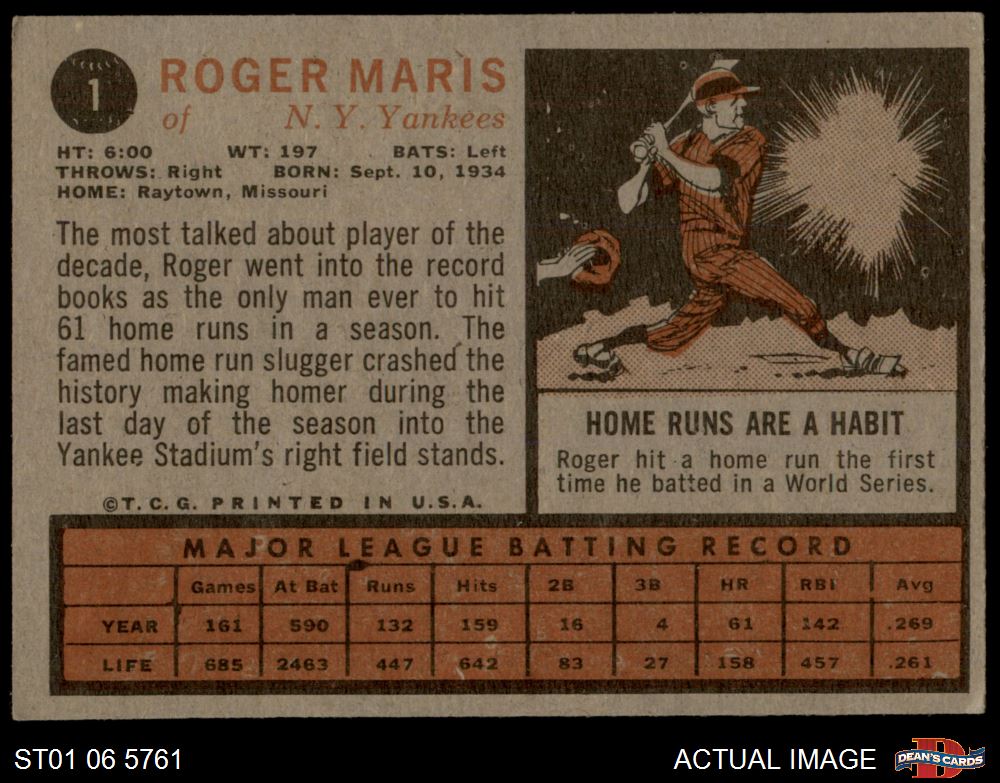 1
ROGER MARIS
of N. Y. Yankees
HT: 6:00 WT: 197 BATS: Left
THROWS: Right BORN: Sept. 10, 1934
HOME: Raytown, Missouri
The most talked about player of the
decade, Roger went into the record
books as the only man ever to hit
61 home runs in a season. The
famed home run slugger crashed the
history making homer during the
last day of the season into the
Yankee Stadium's right field stands.
©T. C. G. PRINTED IN U.S.A.
HOME RUNS ARE A HABIT
Roger hit a home run the first
time he batted in a World Series.
MAJOR LEAGUE BATTING RECORD
Games At Bat Runs Hits 2B 3B HR RBI Avg
YEAR 161 590 132 159 16 4 61 142 .269
LIFE 685 2463 447 642 83 27 158 457 .261
ST01 06 5761
ACTUAL IMAGE
DEAN'S CARDS